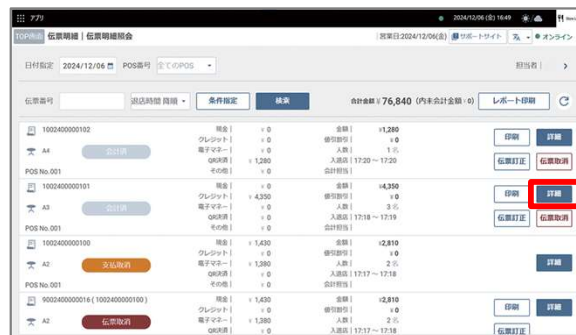 アプリ
2024/12/06 (金) 16:49
TOP画面 伝票明細 | 伝票明細照会
営業日:2024/12/06(金) サポートサイト オンライン
日付指定 2024/12/06 POS番号 全てのPOS 担当者 |
伝票番号 退店時間 降順 条件指定 検索 合計金額 ¥ 76,840 (内未会計金額:0) レポート印刷
1002400000102 現金 | ¥ 0 金額 | ¥1,280
クレジット | ¥ 0 値引割引 | ¥ 0 印刷 詳細
A4 会計済 電子マネー | ¥ 0 人数 | 1 名
QR決済 | ¥ 1,280 入退店 | 17:20 ~ 17:20 伝票訂正 伝票取消
POS No.001 その他 | ¥ 0 会計担当 |
1002400000101 現金 | ¥ 0 金額 | ¥4,350
クレジット | ¥ 4,350 値引割引 | ¥ 0 印刷 詳細
A3 会計済 電子マネー | ¥ 0 人数 | 3 名
QR決済 | ¥ 0 入退店 | 17:18 ~ 17:19 伝票訂正 伝票取消
POS No.001 その他 | ¥ 0 会計担当 |
1002400000100 現金 | ¥ 1,430 金額 | ¥2,810
クレジット | ¥ 0 値引割引 | ¥ 0
A2 支払取消 電子マネー | ¥ 1,380 人数 | 2 名 詳細
QR決済 | ¥ 0 入退店 | 17:17 ~ 17:18
POS No.001 その他 | ¥ 0 会計担当 |
9002400000016 ( 1002400000100 ) 現金 | ¥ 1,430 金額 | ¥2,810
クレジット | ¥ 0 値引割引 | ¥ 0 印刷 詳細
A2 伝票取消 電子マネー | ¥ 1,380 人数 | 2 名
QR決済 | ¥ 0 入退店 | 17:17 ~ 17:18 伝票訂正 伝票取消